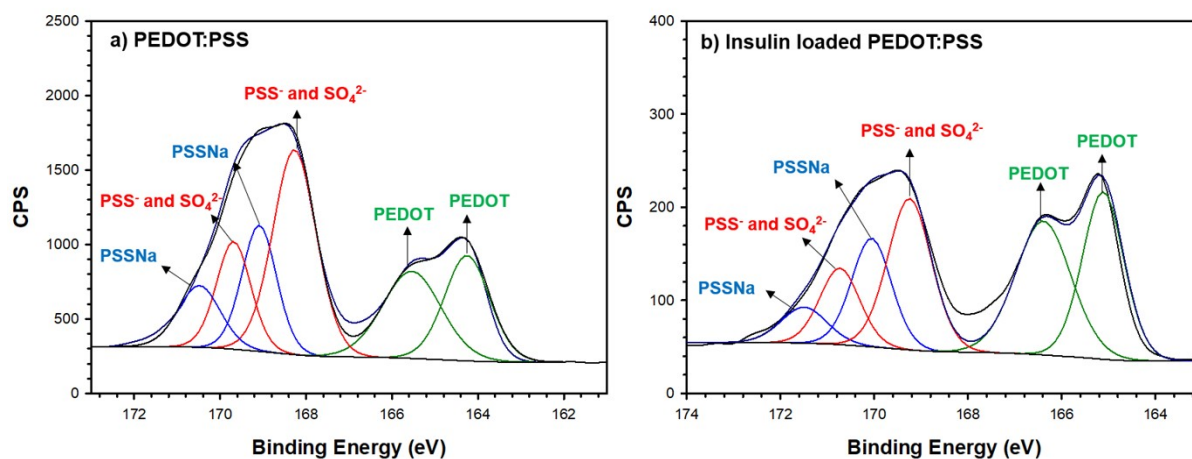 a) PEDOT:PSS
PSS⁻ and SO₄²⁻
PSSNa
PSS⁻ and SO₄²⁻
PSSNa
PEDOT
PEDOT
CPS
2500
2000
1500
1000
500
0
172
170
168
166
164
162
Binding Energy (eV)
b) Insulin loaded PEDOT:PSS
PSS⁻ and SO₄²⁻
PSSNa
PSS⁻ and SO₄²⁻
PSSNa
PEDOT
PEDOT
CPS
400
300
200
100
0
174
172
170
168
166
164
Binding Energy (eV)